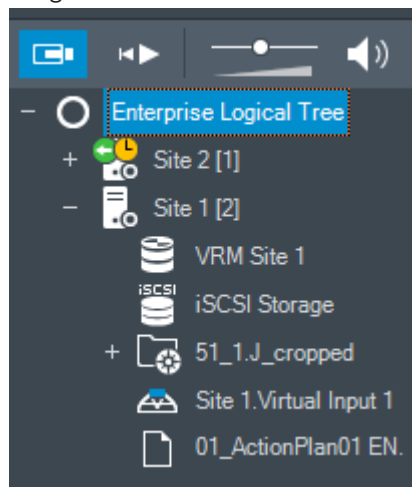 Enterprise Logical Tree
Site 2 [1]
Site 1 [2]
VRM Site 1
iSCSI
iSCSI Storage
51_1.J_cropped
Site 1.Virtual Input 1
01_ActionPlan01 EN.